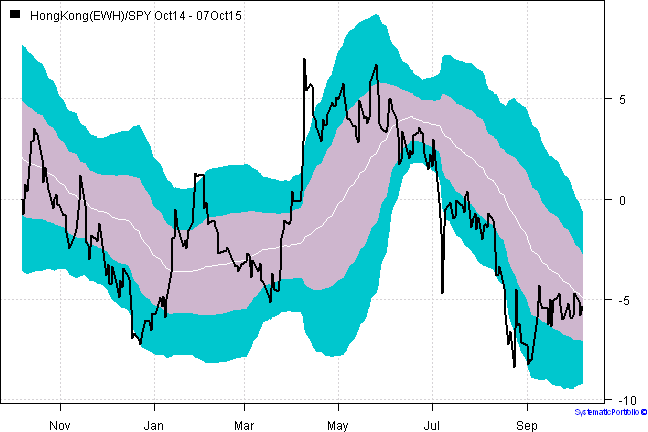 HongKong(EWH)/SPY Oct14 - 07Oct15
5
0
-5
-10
Nov Jan Mar May Jul Sep
SystematicPortfolio ©